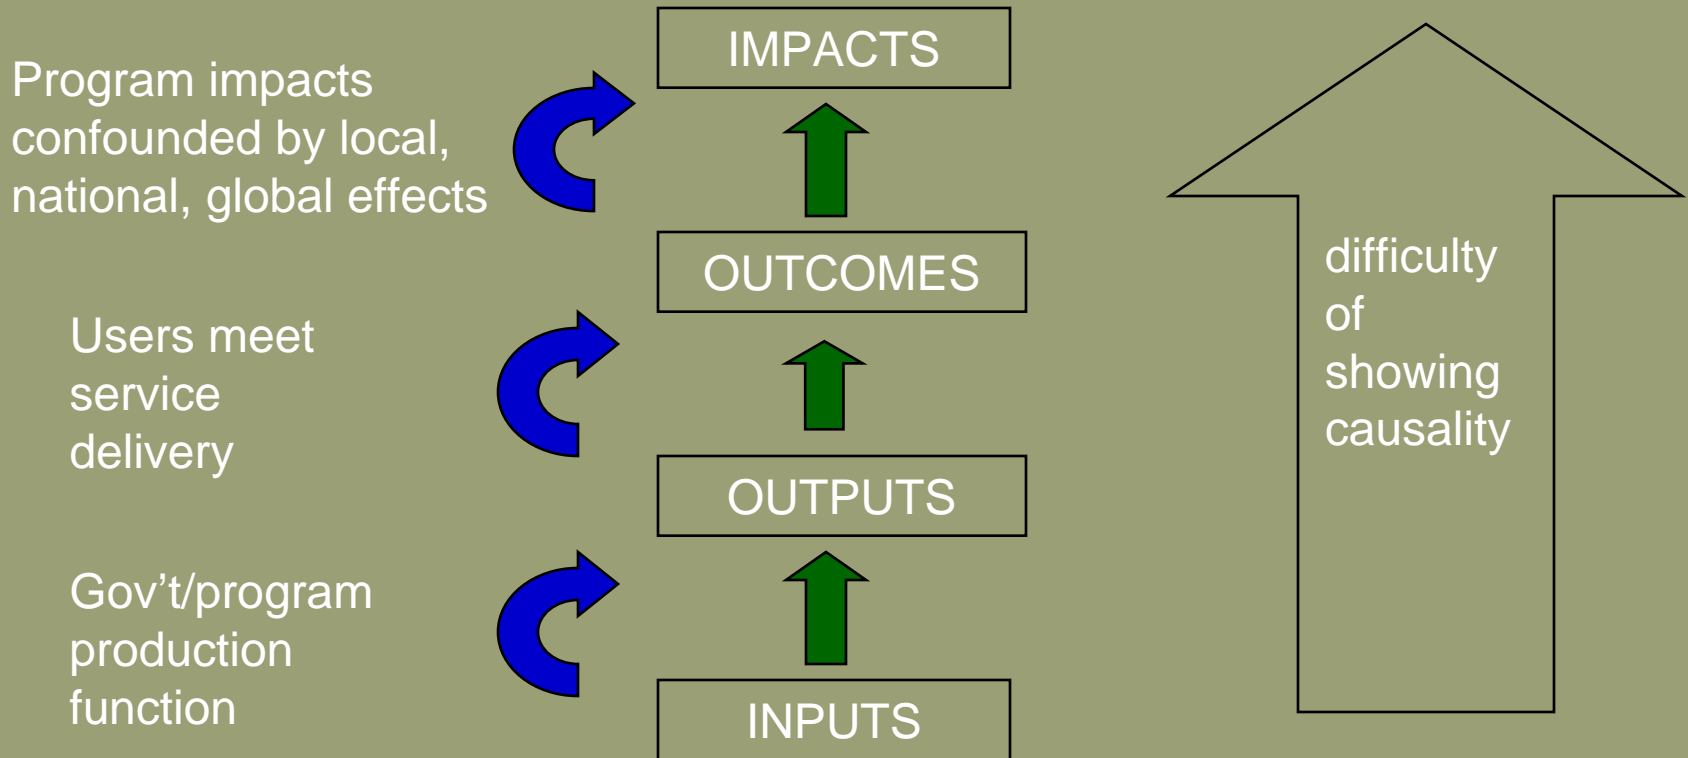 IMPACTS
Program impacts
confounded by local,
national, global effects
OUTCOMES
Users meet
service
delivery
OUTPUTS
Gov’t/program
production
function
INPUTS
difficulty
of
showing
causality